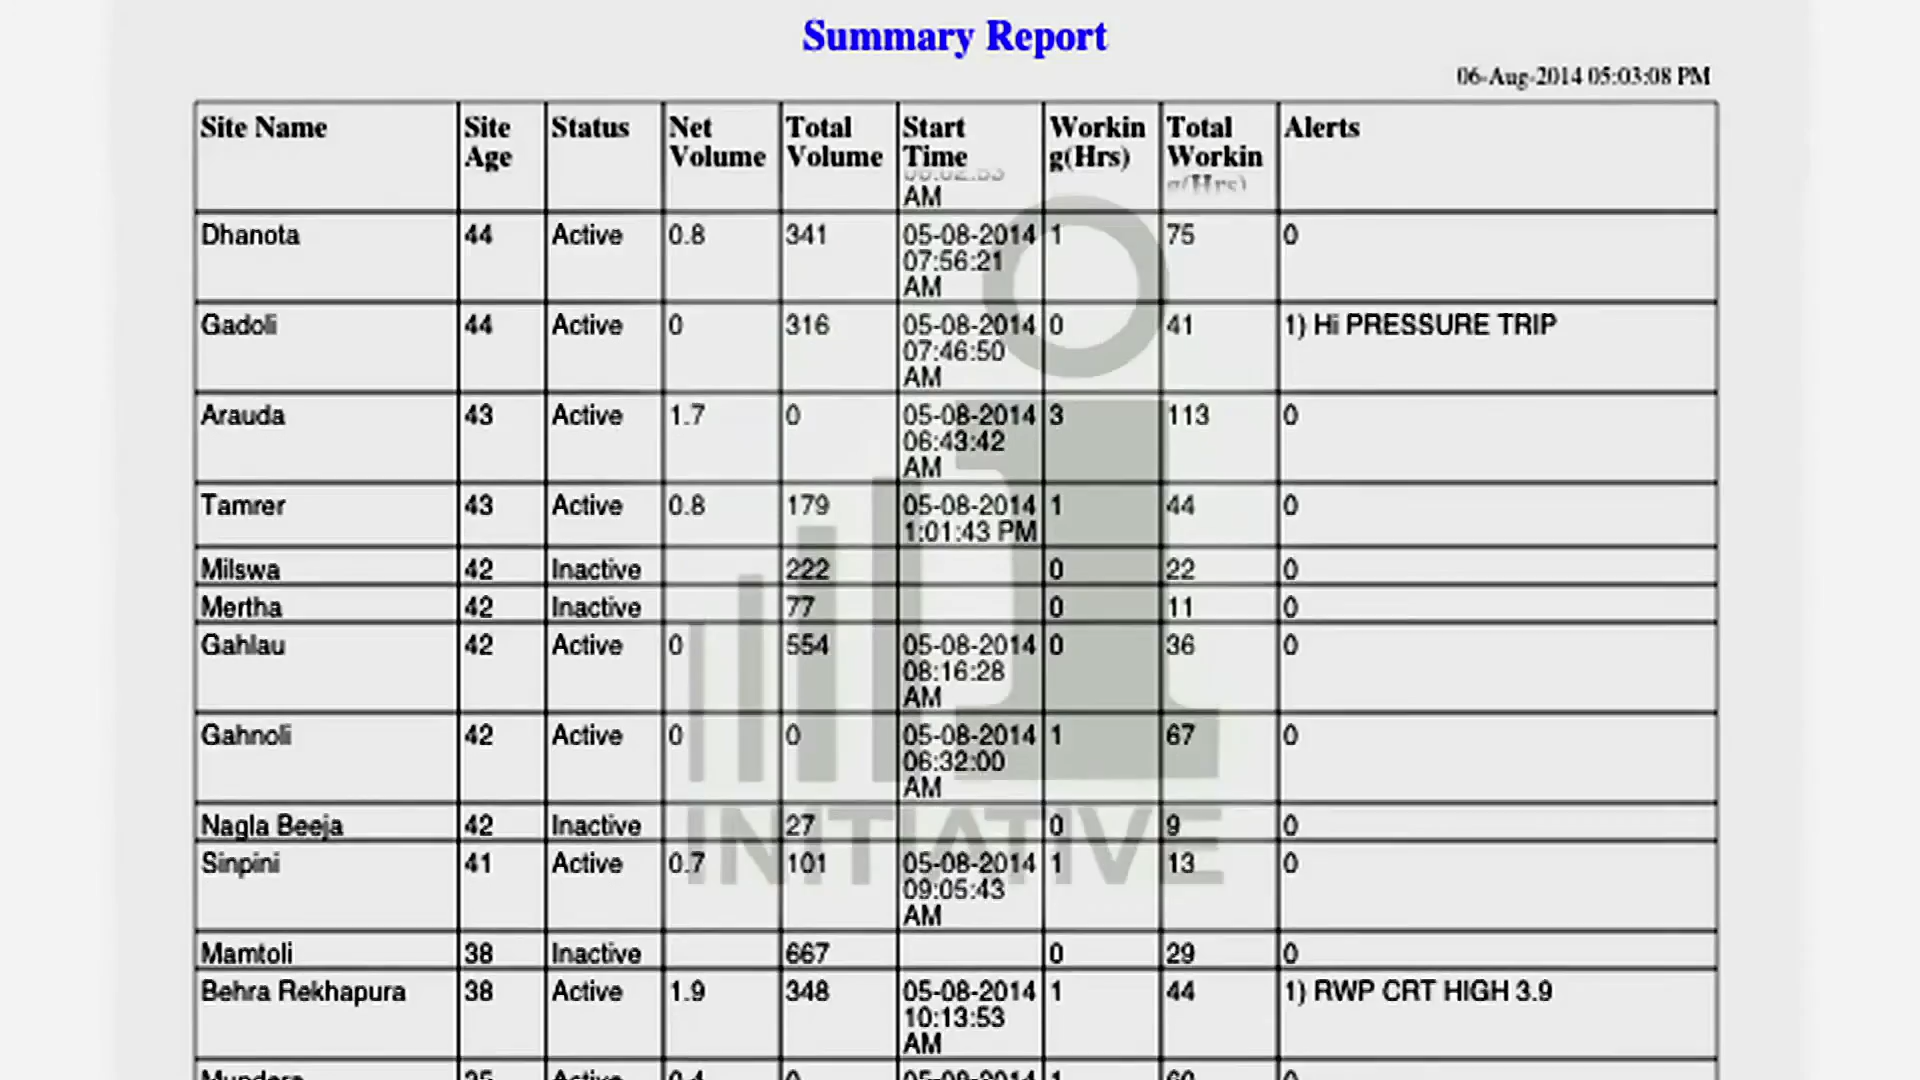 Summary Report
06-Aug-2014 05:03:08 PM
Site Name Site Age Status Net Volume Total Volume Start Time Workin g(Hrs) Total Workin g(Hrs) Alerts
AM
Dhanota 44 Active 0.8 341 05-08-2014 07:56:21 AM 1 75 0
Gadoli 44 Active 0 316 05-08-2014 07:46:50 AM 0 41 1) Hi PRESSURE TRIP
Arauda 43 Active 1.7 0 05-08-2014 06:43:42 AM 3 113 0
Tamrer 43 Active 0.8 179 05-08-2014 1:01:43 PM 1 44 0
Milswa 42 Inactive 222 0 22 0
Mertha 42 Inactive 77 0 11 0
Gahlau 42 Active 0 554 05-08-2014 08:16:28 AM 0 36 0
Gahnoli 42 Active 0 0 05-08-2014 06:32:00 AM 1 67 0
Nagla Beeja 42 Inactive 27 0 9 0
Sinpini 41 Active 0.7 101 05-08-2014 09:05:43 AM 1 13 0
Mamtoli 38 Inactive 667 0 29 0
Behra Rekhapura 38 Active 1.9 348 05-08-2014 10:13:53 AM 1 44 1) RWP CRT HIGH 3.9
INITIATIVE